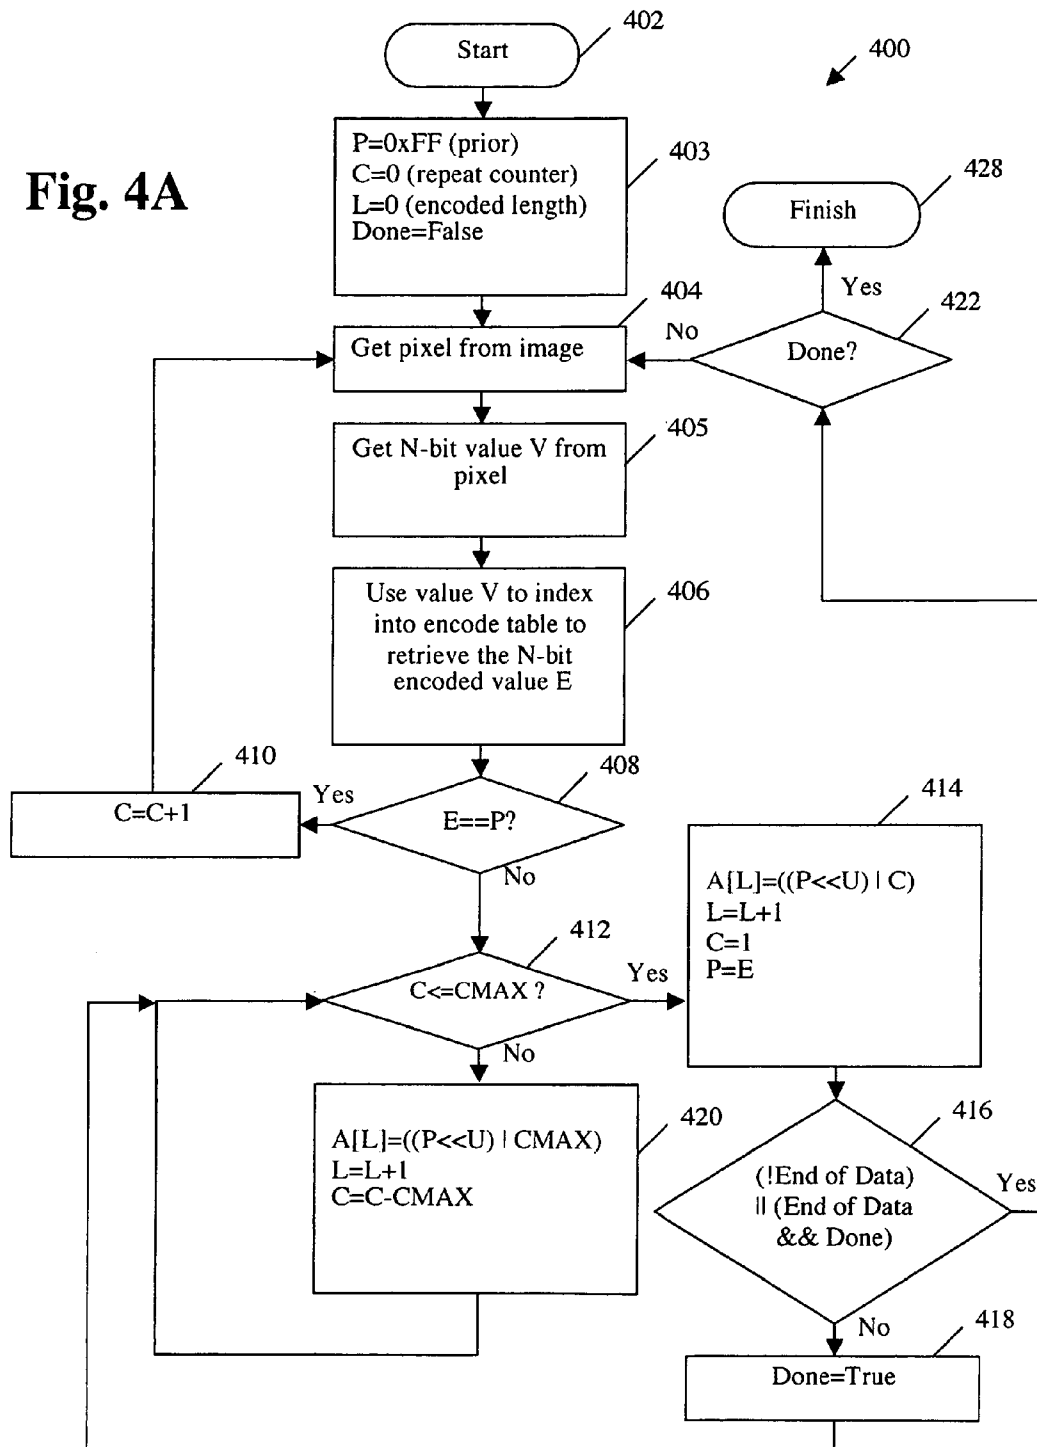 Start
402
400
Fig. 4A
P=0xFF (prior)
C=0 (repeat counter)
L=0 (encoded length)
Done=False
403
428
Finish
Yes
404
Get pixel from image
No
422
Done?
405
Get N-bit value V from
pixel
406
Use value V to index
into encode table to
retrieve the N-bit
encoded value E
410
C=C+1
Yes
408
E==P?
No
414
A[L]=((P<<U) | C)
L=L+1
C=1
P=E
412
C<=CMAX ?
Yes
No
420
A[L]=((P<<U) | CMAX)
L=L+1
C=C-CMAX
416
(!End of Data)
|| (End of Data
&& Done)
Yes
No
418
Done=True